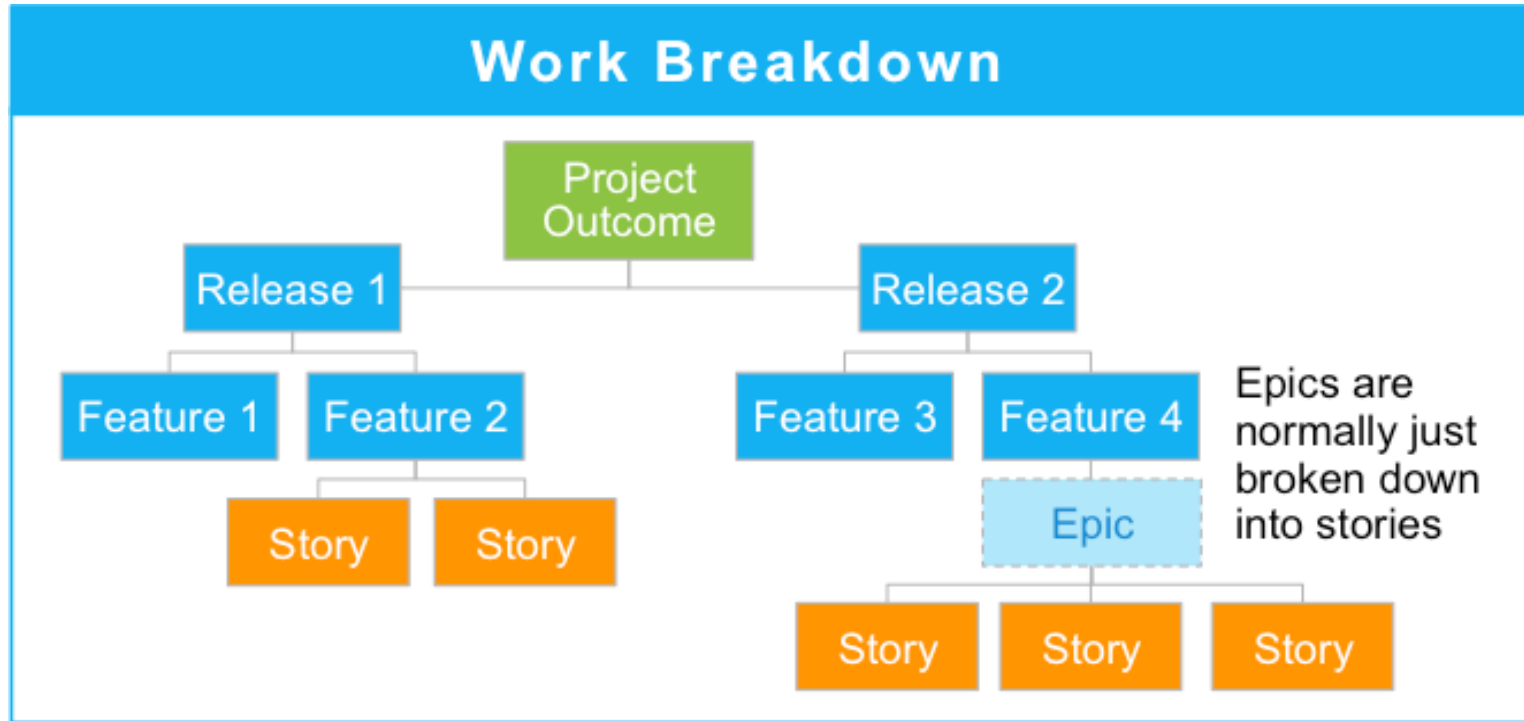 Work Breakdown
Project
Outcome
Release 1
Release 2
Feature 1
Feature 2
Feature 3
Feature 4
Epics are
normally just
broken down
into stories
Story
Story
Epic
Story
Story
Story